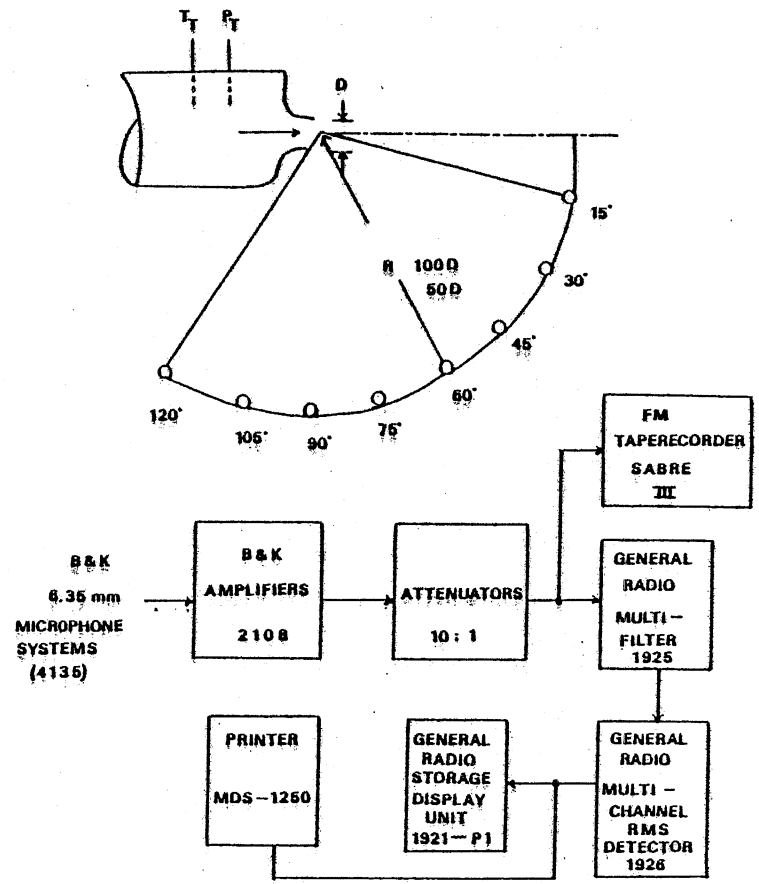 T_T P_T
D
15°
R 100D
50D
30°
45°
60°
75°
90°
105°
120°
FM
TAPERECORDER
SABRE
III
B&K
6.35 mm
MICROPHONE
SYSTEMS
(4135)
B&K
AMPLIFIERS
2108
ATTENUATORS
10:1
GENERAL
RADIO
MULTI-
FILTER
1925
PRINTER
MDS-1250
GENERAL
RADIO
STORAGE
DISPLAY
UNIT
1921-P1
GENERAL
RADIO
MULTI-
CHANNEL
RMS
DETECTOR
1926